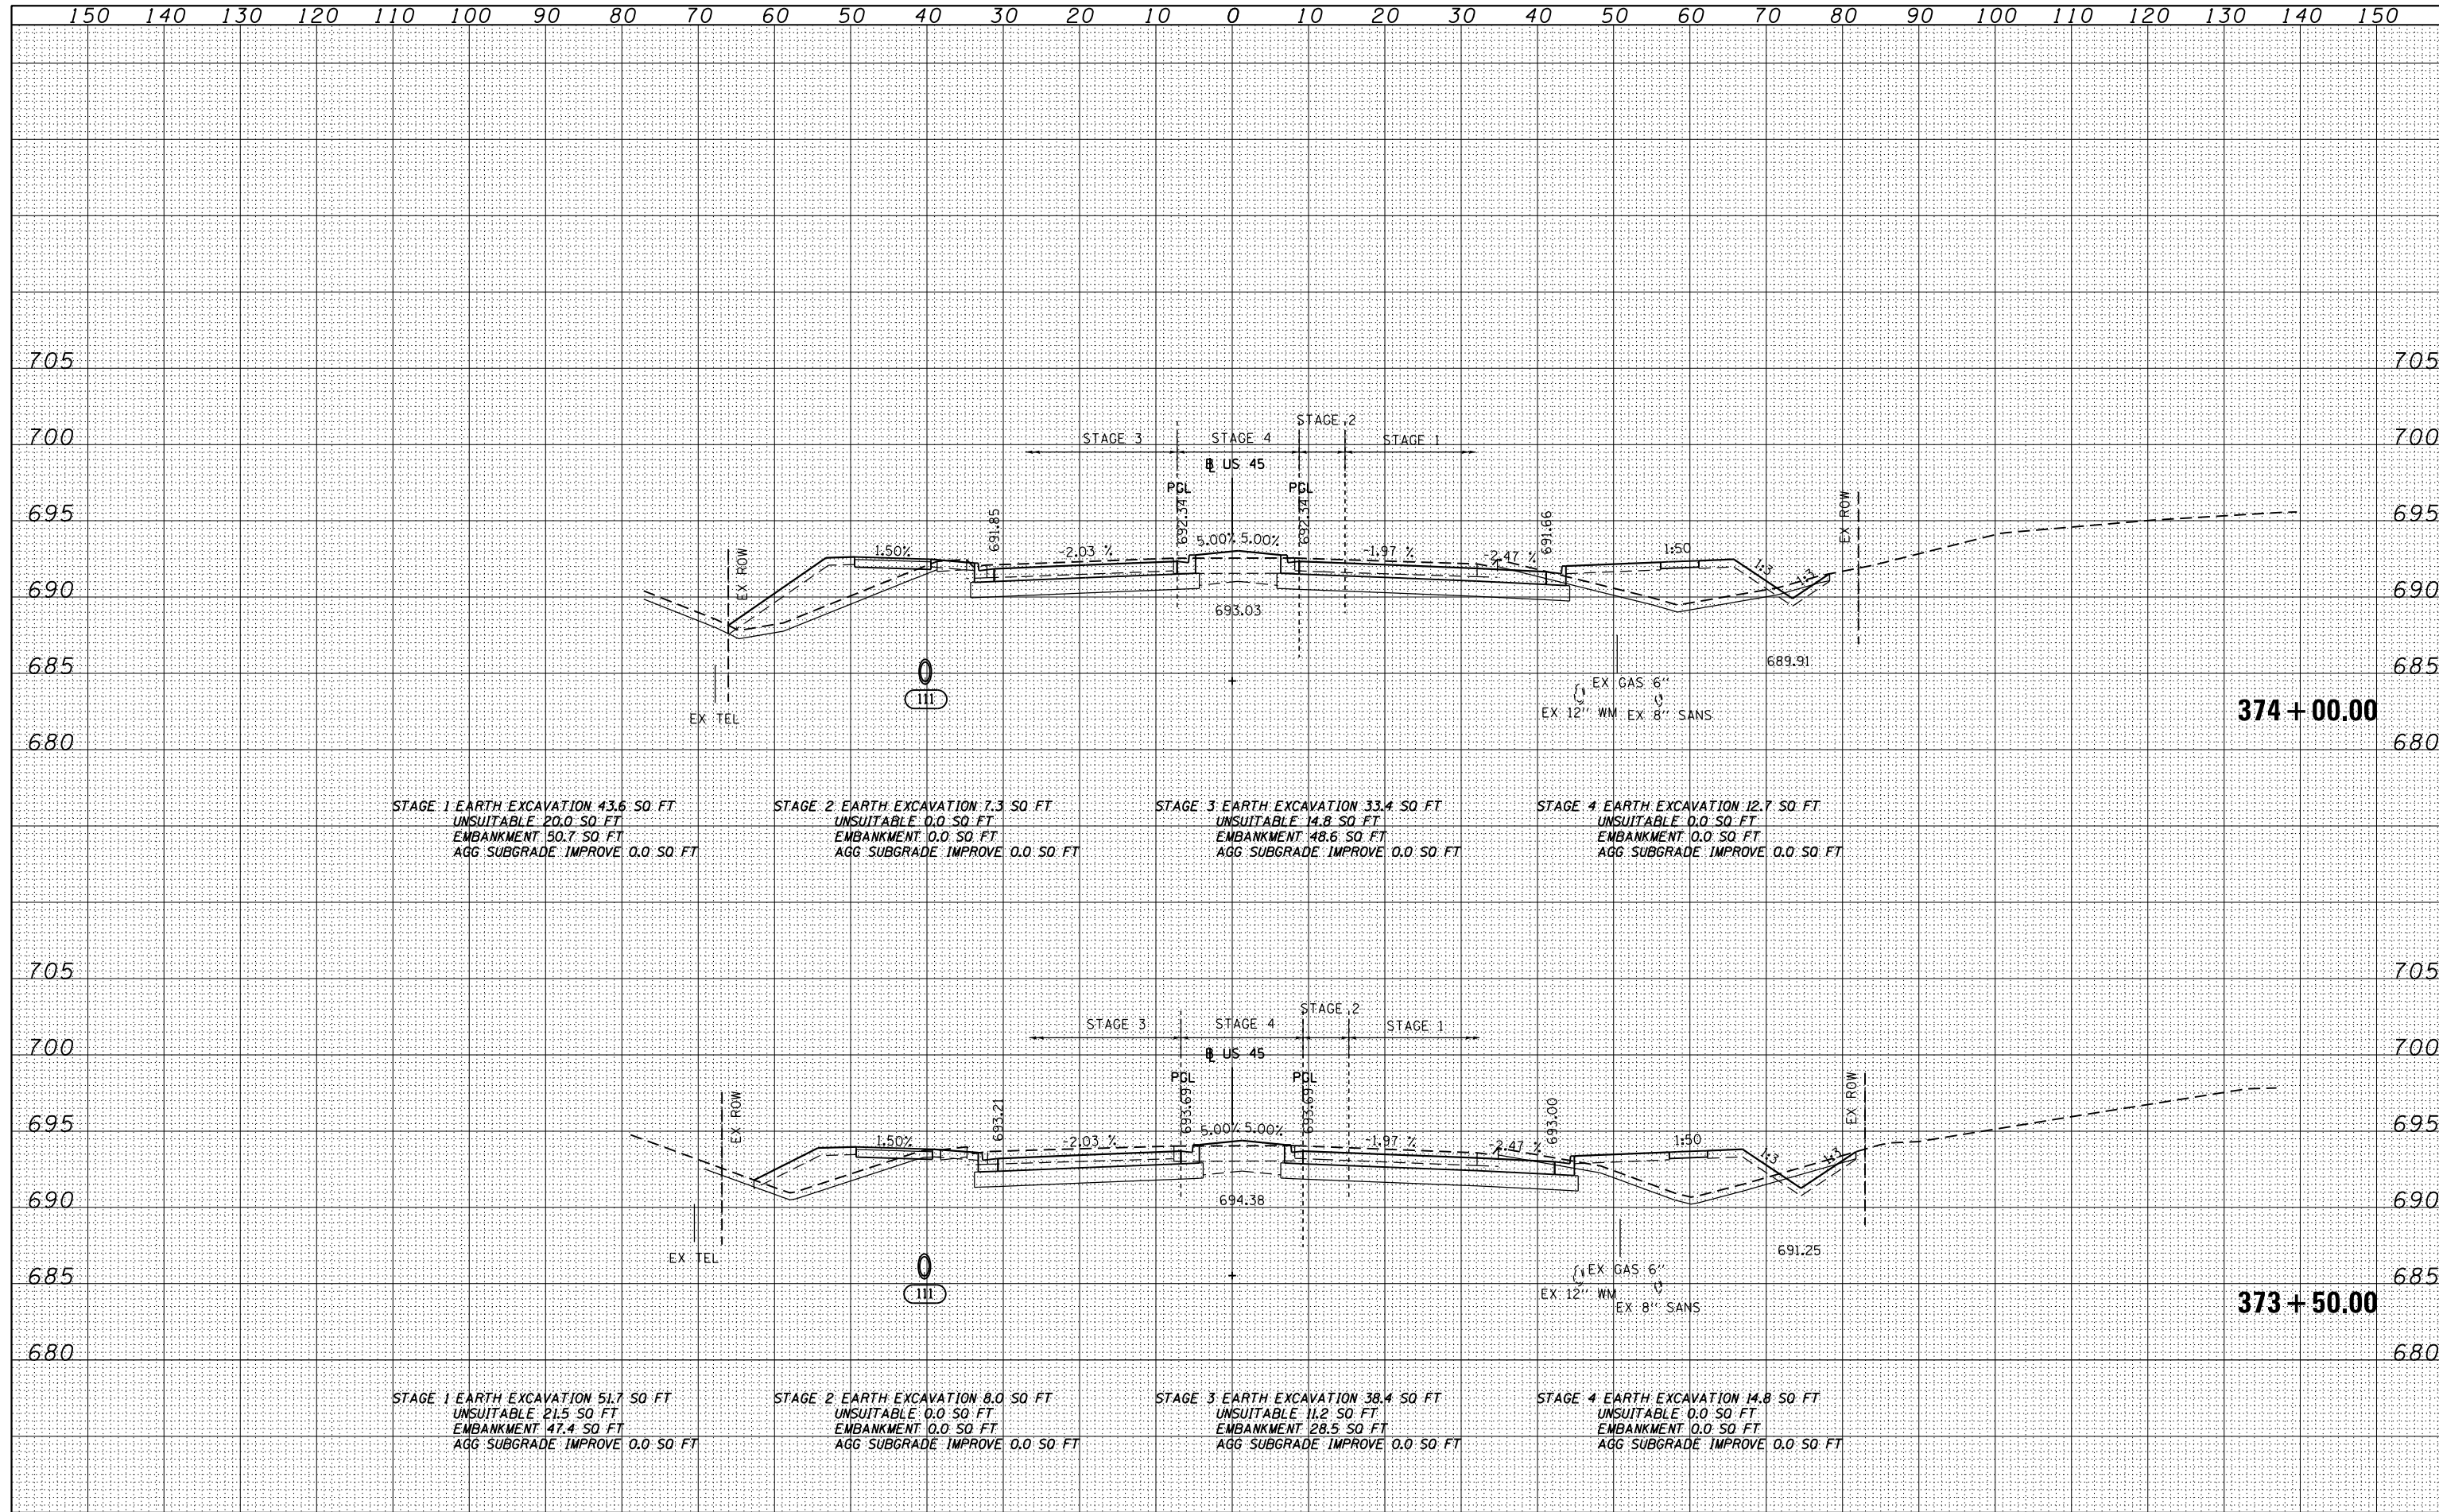 150 140 130 120 110 100 90 80 70 60 50 40 30 20 10 0 10 20 30 40 50 60 70 80 90 100 110 120 130 140 150
705 705
STAGE 2
700 STAGE 3 STAGE 4 STAGE 1 700
℄ US 45
PGL PGL
695 EX ROW 691.85 692.34 692.34 691.66 EX ROW 695
1.50% -2.03 % 5.00% 5.00% -1.97 % -2.47 % 1:50 1:3 1:3
690 690
693.03
685 689.91 685
EX TEL 111 EX GAS 6"
EX 12" WM EX 8" SANS
374 + 00.00
680 680
STAGE 1 EARTH EXCAVATION 43.6 SQ FT
UNSUITABLE 20.0 SQ FT
EMBANKMENT 50.7 SQ FT
AGG SUBGRADE IMPROVE 0.0 SQ FT
STAGE 2 EARTH EXCAVATION 7.3 SQ FT
UNSUITABLE 0.0 SQ FT
EMBANKMENT 0.0 SQ FT
AGG SUBGRADE IMPROVE 0.0 SQ FT
STAGE 3 EARTH EXCAVATION 33.4 SQ FT
UNSUITABLE 14.8 SQ FT
EMBANKMENT 48.6 SQ FT
AGG SUBGRADE IMPROVE 0.0 SQ FT
STAGE 4 EARTH EXCAVATION 12.7 SQ FT
UNSUITABLE 0.0 SQ FT
EMBANKMENT 0.0 SQ FT
AGG SUBGRADE IMPROVE 0.0 SQ FT
705 705
STAGE 2
STAGE 3 STAGE 4 STAGE 1
700 ℄ US 45 700
PGL PGL
695 EX ROW 693.21 693.69 693.69 693.00 EX ROW 695
1.50% -2.03 % 5.00% 5.00% -1.97 % -2.47 % 1:50 1:3 1:3
690 694.38 690
EX TEL 691.25
685 EX GAS 6" 685
111 EX 12" WM
EX 8" SANS
373 + 50.00
680 680
STAGE 1 EARTH EXCAVATION 51.7 SQ FT
UNSUITABLE 21.5 SQ FT
EMBANKMENT 47.4 SQ FT
AGG SUBGRADE IMPROVE 0.0 SQ FT
STAGE 2 EARTH EXCAVATION 8.0 SQ FT
UNSUITABLE 0.0 SQ FT
EMBANKMENT 0.0 SQ FT
AGG SUBGRADE IMPROVE 0.0 SQ FT
STAGE 3 EARTH EXCAVATION 38.4 SQ FT
UNSUITABLE 11.2 SQ FT
EMBANKMENT 28.5 SQ FT
AGG SUBGRADE IMPROVE 0.0 SQ FT
STAGE 4 EARTH EXCAVATION 14.8 SQ FT
UNSUITABLE 0.0 SQ FT
EMBANKMENT 0.0 SQ FT
AGG SUBGRADE IMPROVE 0.0 SQ FT